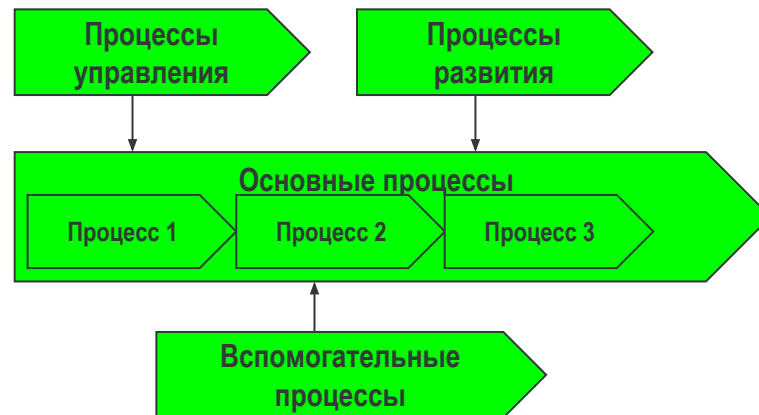 Процессы
управления
Процессы
развития
Основные процессы
Процесс 1
Процесс 2
Процесс 3
Вспомогательные
процессы